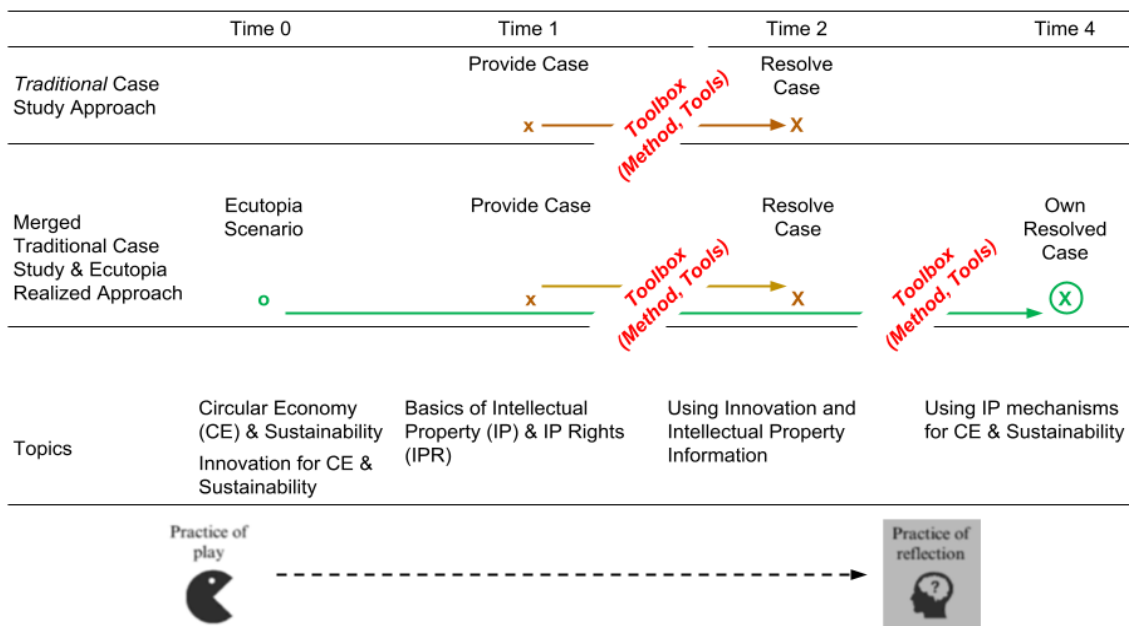 Time 0 Time 1 Time 2 Time 4
Traditional Case
Study Approach
Provide Case
Resolve
Case
x
X
Toolbox
(Method, Tools)
Merged
Traditional Case
Study & Ecutopia
Realized Approach
Ecutopia
Scenario
Provide Case
Resolve
Case
Own
Resolved
Case
o
x
X
X
Toolbox
(Method, Tools)
Toolbox
(Method, Tools)
Topics
Circular Economy
(CE) & Sustainability
Innovation for CE &
Sustainability
Basics of Intellectual
Property (IP) & IP Rights
(IPR)
Using Innovation and
Intellectual Property
Information
Using IP mechanisms
for CE & Sustainability
Practice of
play
Practice of
reflection
?